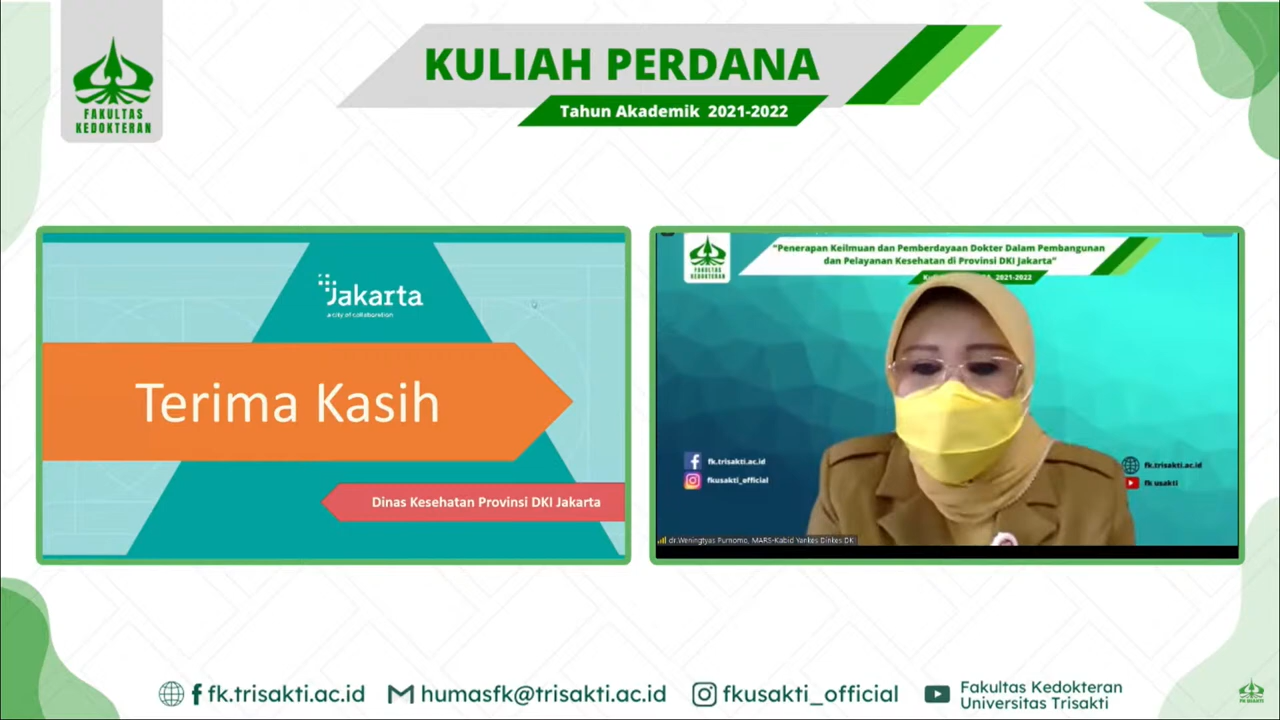 FAKULTAS
KEDOKTERAN
KULIAH PERDANA
Tahun Akademik 2021-2022
Jakarta
a city of collaboration
Terima Kasih
Dinas Kesehatan Provinsi DKI Jakarta
FAKULTAS
KEDOKTERAN
"Penerapan Keilmuan dan Pemberdayaan Dokter Dalam Pembangunan
dan Pelayanan Kesehatan di Provinsi DKI Jakarta"
2021-2022
fk.trisakti.ac.id
fkusakti_official
fk.trisakti.ac.id
fk usakti
dr.Weningtyas Purnomo, MARS-Kabid Yankes Dinkes DKI
fk.trisakti.ac.id
humasfk@trisakti.ac.id
fkusakti_official
Fakultas Kedokteran
Universitas Trisakti